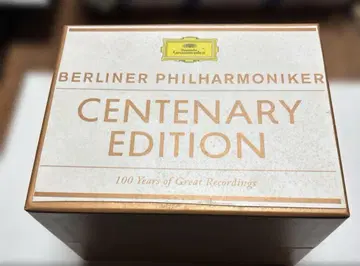 BERLINER PHILHARMONIKER
CENTENARY
EDITION
100 Years of Great Recordings